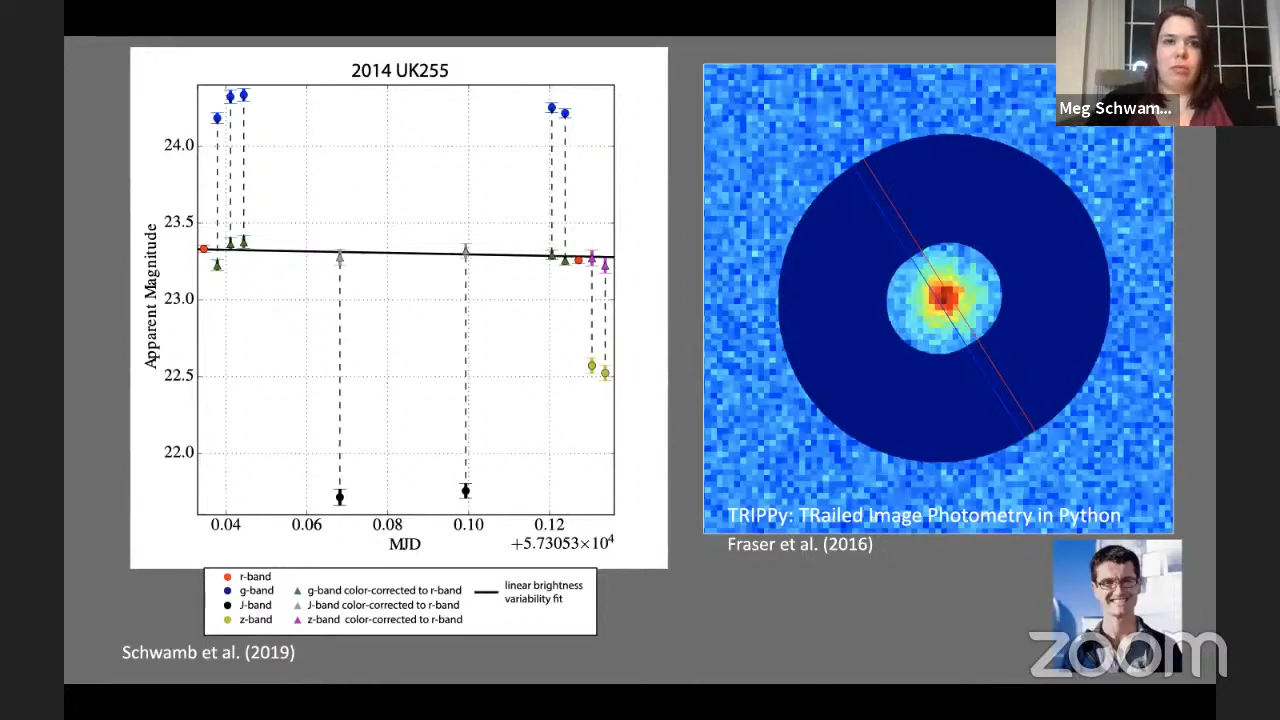 Meg Schwam...
2014 UK255
24.0
23.5
23.0
22.5
22.0
Apparent Magnitude
0.04 0.06 0.08 0.10 0.12
MJD
+5.73053×10⁴
r-band
g-band
J-band
z-band
g-band color-corrected to r-band
J-band color-corrected to r-band
z-band color-corrected to r-band
linear brightness
variability fit
Schwamb et al. (2019)
TRIPPy: TRailed Image Photometry in Python
Fraser et al. (2016)
zoom